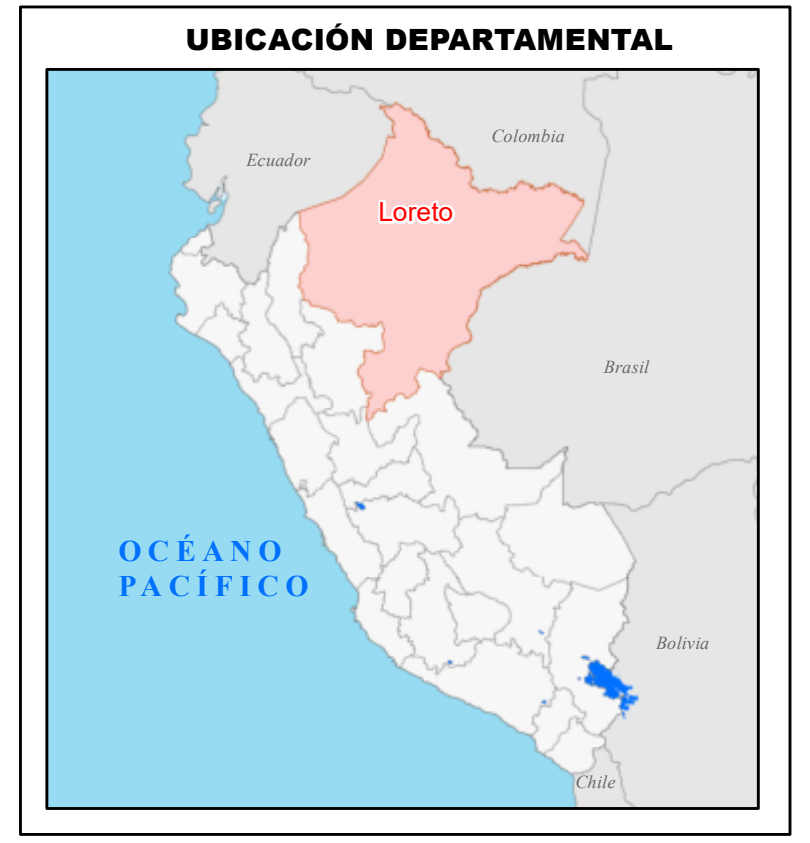 UBICACIÓN DEPARTAMENTAL
Colombia
Ecuador
Loreto
Brasil
OCÉANO
PACÍFICO
Bolivia
Chile